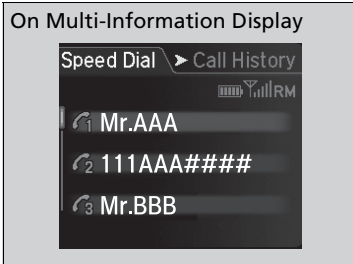 On Multi-Information Display
Speed Dial Call History
RM
1 Mr.AAA
2 111AAA####
3 Mr.BBB